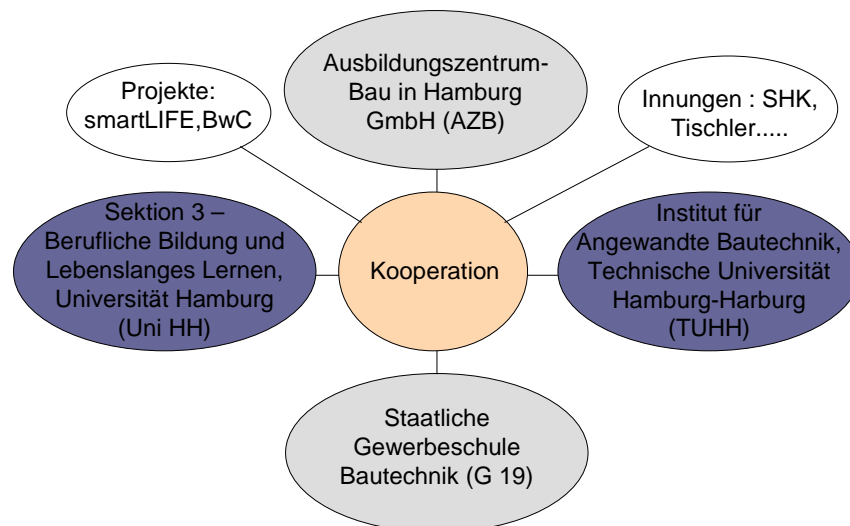 Ausbildungszentrum-
Bau in Hamburg
GmbH (AZB)
Projekte:
smartLIFE,BwC
Innungen : SHK,
Tischler.....
Sektion 3 –
Berufliche Bildung und
Lebenslanges Lernen,
Universität Hamburg
(Uni HH)
Kooperation
Institut für
Angewandte Bautechnik,
Technische Universität
Hamburg-Harburg
(TUHH)
Staatliche
Gewerbeschule
Bautechnik (G 19)